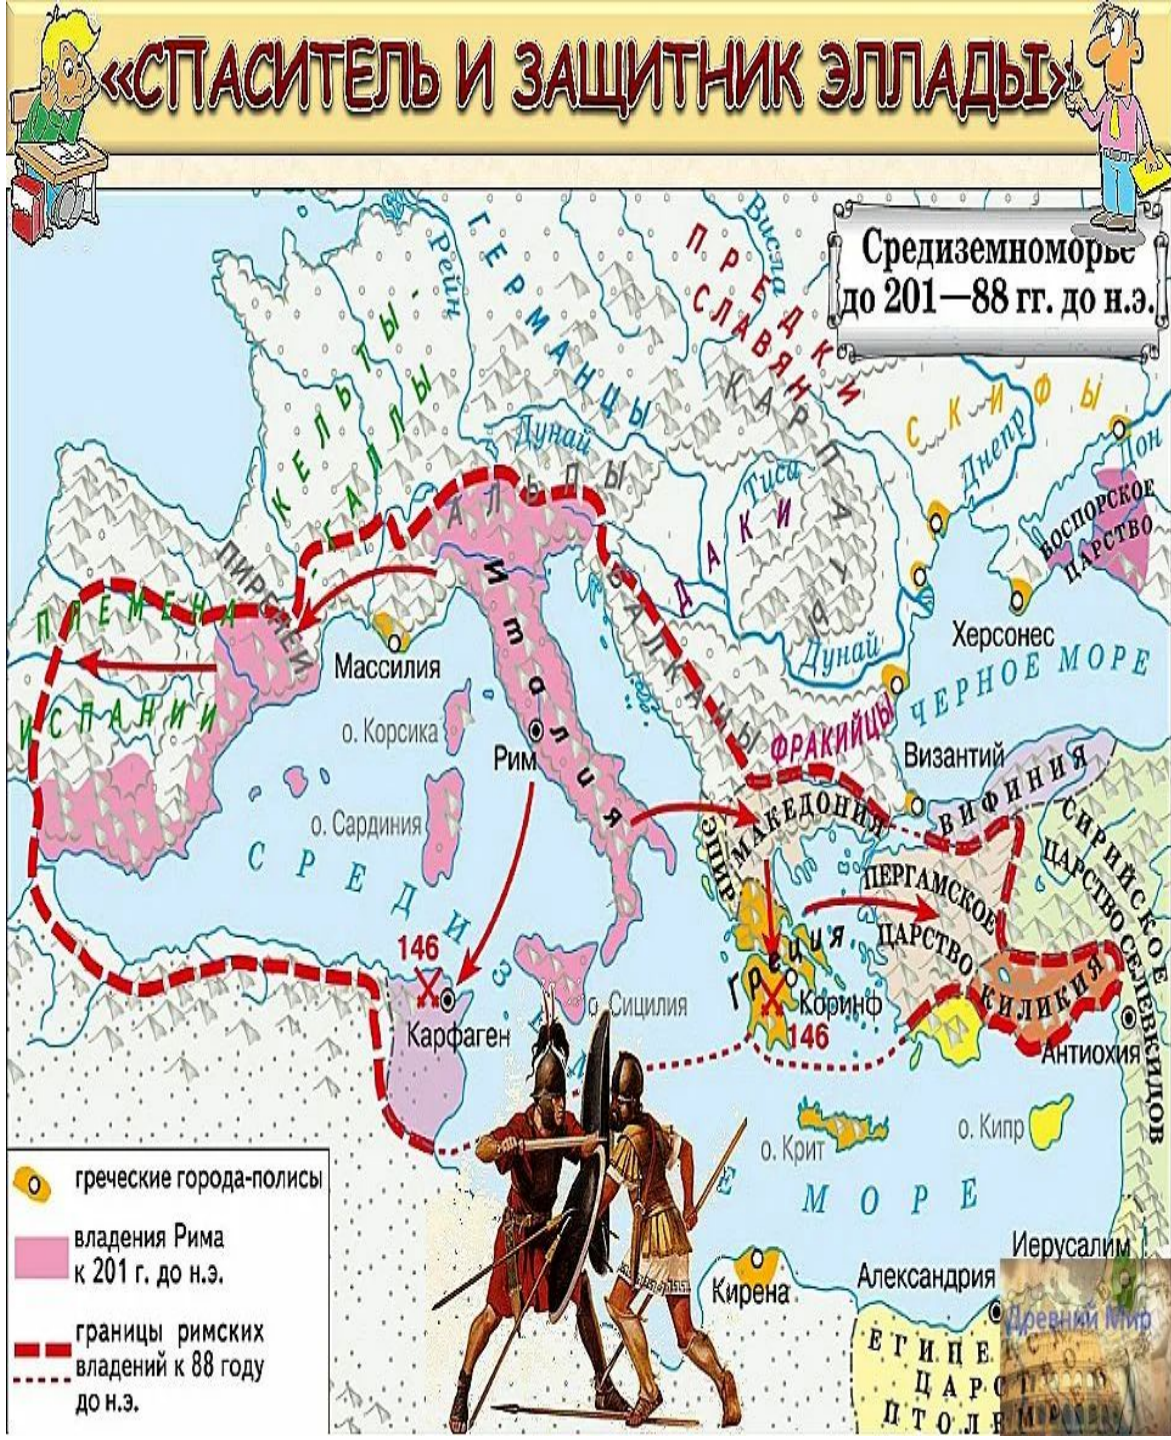 «СПАСИТЕЛЬ И ЗАЩИТНИК ЭЛЛАДЫ»
Средиземноморье
до 201—88 гг. до н.э.
Рейн
ГЕРМАНЦЫ
Висла
ПРЕДКИ
СЛАВЯН
КЕЛЬТЫ-
ГАЛЛЫ
КАРПАТЫ
СКИФЫ
Днепр
Дон
Дунай
АЛЬПЫ
Тиса
ДАКИ
БОСПОРСКОЕ
ЦАРСТВО
ПИРЕНЕИ
ПЛЕМЕНА
ИСПАНИИ
Массилия
Италия
БАЛКАНЫ
Дунай
Херсонес
ЧЕРНОЕ МОРЕ
о. Корсика
Рим
ФРАКИЙЦЫ
Византий
ВИФИНИЯ
о. Сардиния
ЭПИР
МАКЕДОНИЯ
ПЕРГАМСКОЕ
ЦАРСТВО
СИРИЙСКОЕ
ЦАРСТВО СЕЛЕВКИДОВ
СРЕДИЗ
146
Карфаген
о. Сицилия
Греция
Коринф
146
КИЛИКИЯ
Антиохия
о. Крит
о. Кипр
Е МОРЕ
Кирена
Александрия
Иерусалим
ЕГИПЕ
ЦАРС
ПТОЛЕМЕ
Древний Мир
греческие города-полисы
владения Рима
к 201 г. до н.э.
границы римских
владений к 88 году
до н.э.